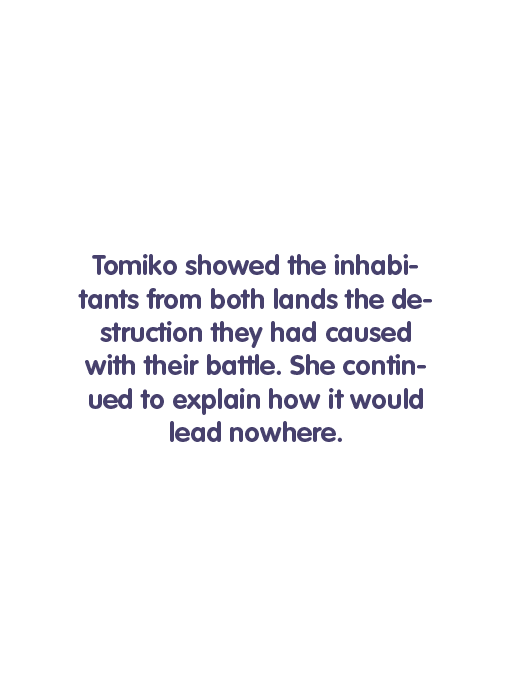 Tomiko showed the inhabi-
tants from both lands the de-
struction they had caused
with their battle. She contin-
ued to explain how it would
lead nowhere.